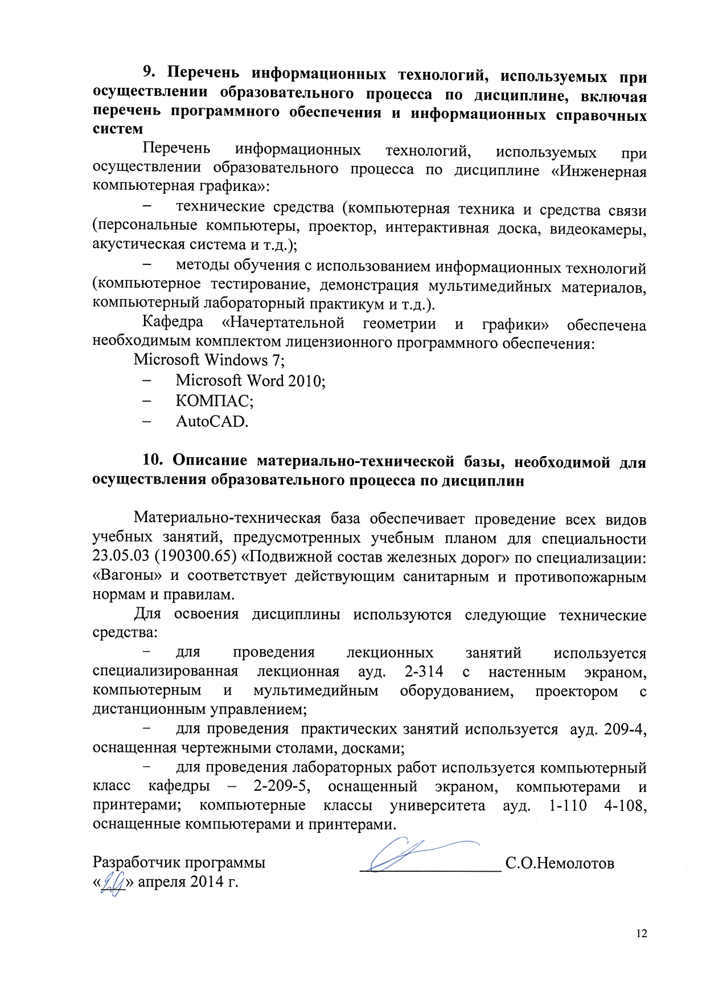 9. Перечень информационных технологий, используемых при
осуществлении образовательного процесса по дисциплине, включая
перечень программного обеспечения и информационных справочных
систем
Перечень информационных технологий, используемых при
осуществлении образовательного процесса по дисциплине «Инженерная
компьютерная графика»:
− технические средства (компьютерная техника и средства связи
(персональные компьютеры, проектор, интерактивная доска, видеокамеры,
акустическая система и т.д.);
− методы обучения с использованием информационных технологий
(компьютерное тестирование, демонстрация мультимедийных материалов,
компьютерный лабораторный практикум и т.д.).
Кафедра «Начертательной геометрии и графики» обеспечена
необходимым комплектом лицензионного программного обеспечения:
Microsoft Windows 7;
− Microsoft Word 2010;
− КОМПАС;
− AutoCAD.
10. Описание материально-технической базы, необходимой для
осуществления образовательного процесса по дисциплин
Материально-техническая база обеспечивает проведение всех видов
учебных занятий, предусмотренных учебным планом для специальности
23.05.03 (190300.65) «Подвижной состав железных дорог» по специализации:
«Вагоны» и соответствует действующим санитарным и противопожарным
нормам и правилам.
Для освоения дисциплины используются следующие технические
средства:
− для проведения лекционных занятий используется
специализированная лекционная ауд. 2-314 с настенным экраном,
компьютерным и мультимедийным оборудованием, проектором с
дистанционным управлением;
− для проведения практических занятий используется ауд. 209-4,
оснащенная чертежными столами, досками;
− для проведения лабораторных работ используется компьютерный
класс кафедры – 2-209-5, оснащенный экраном, компьютерами и
принтерами; компьютерные классы университета ауд. 1-110 4-108,
оснащенные компьютерами и принтерами.
Разработчик программы __________________ С.О.Немолотов
«___» апреля 2014 г.
12